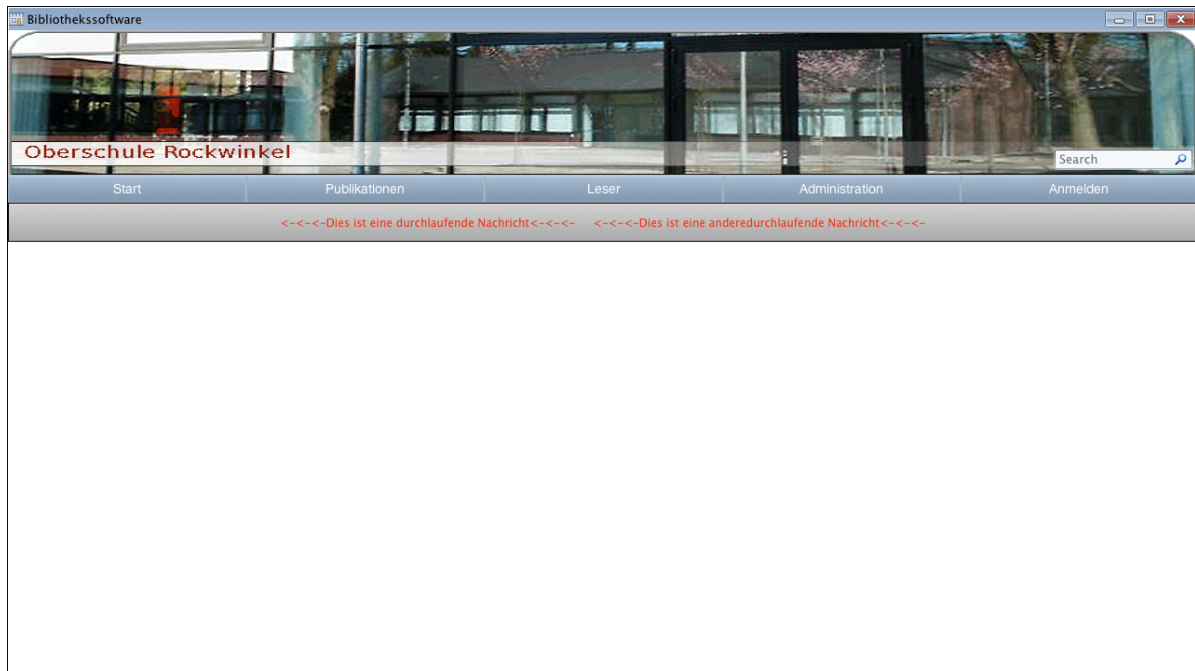 Bibliothekssoftware
Oberschule Rockwinkel
Search
Start Publikationen Leser Administration Anmelden
<-<-<-Dies ist eine durchlaufende Nachricht<-<-<- <-<-<-Dies ist eine anderedurchlaufende Nachricht<-<-<-